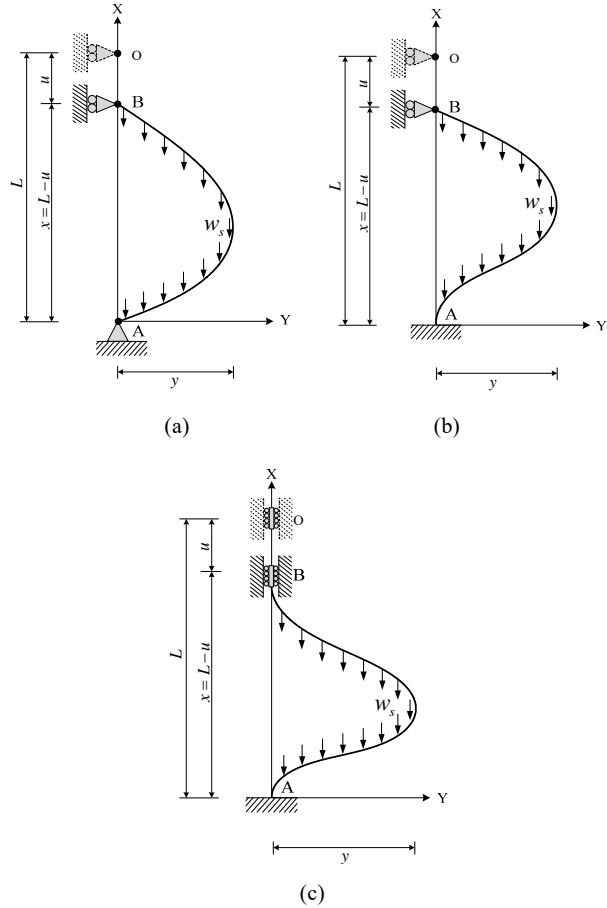 X
O
u
B
L
x = L – u
w_s
A
Y
y
(a)
X
O
u
B
L
x = L – u
w_s
A
Y
y
(b)
X
O
u
B
L
x = L – u
w_s
A
Y
y
(c)